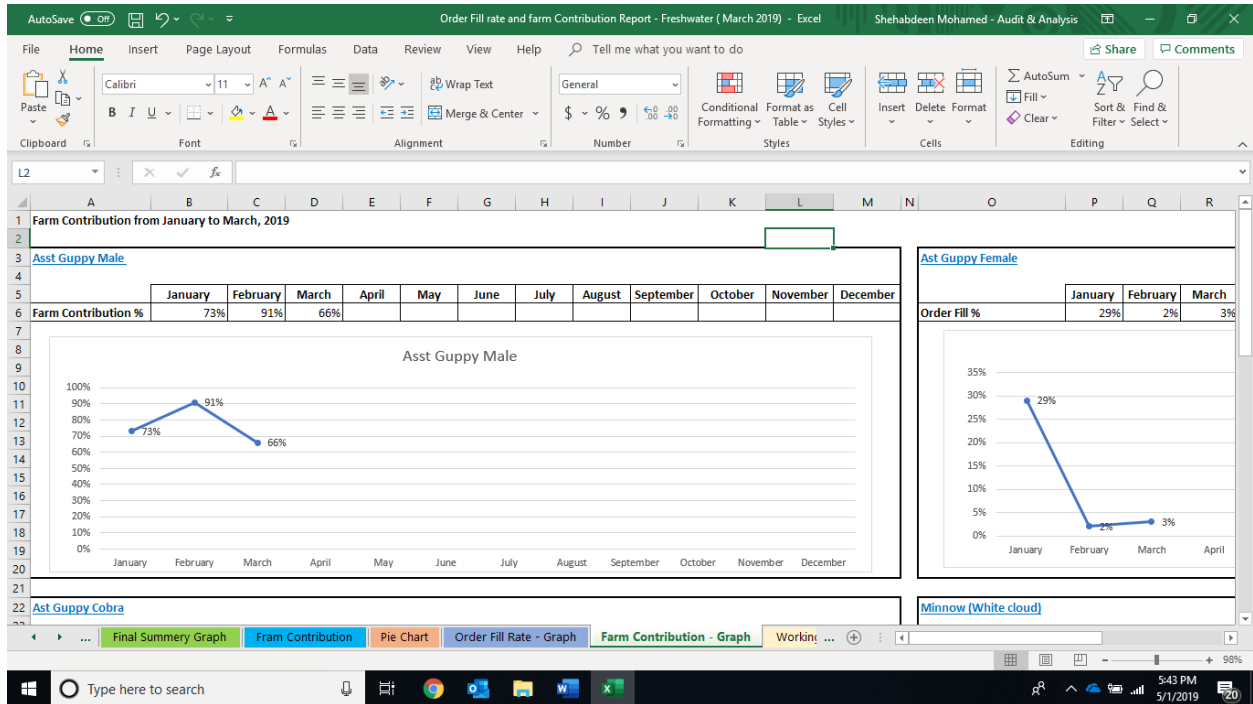 AutoSave Off Order Fill rate and farm Contribution Report - Freshwater ( March 2019) - Excel Shehabdeen Mohamed - Audit & Analysis
File Home Insert Page Layout Formulas Data Review View Help Tell me what you want to do Share Comments
Calibri 11 A A Wrap Text General AutoSum
Paste Fill
B I U A Merge & Center $ % Conditional Formatting Format as Table Cell Styles Insert Delete Format Clear Sort & Filter Find & Select
Clipboard Font Alignment Number Styles Cells Editing
L2 fx
A B C D E F G H I J K L M N O P Q R
1 Farm Contribution from January to March, 2019
2
3 Asst Guppy Male Ast Guppy Female
4
5 January February March April May June July August September October November December January February March
6 Farm Contribution % 73% 91% 66% Order Fill % 29% 2% 3%
7
8 Asst Guppy Male
9 35%
10 100% 30%
11 90% 91% 29%
12 80% 25%
13 70% 73% 66% 20%
14 60%
15 50% 15%
16 40% 10%
17 30% 5%
18 20% 2% 3%
19 10% 0%
20 0%
January February March April May June July August September October November December January February March April
21
22 Ast Guppy Cobra Minnow (White cloud)
... Final Summery Graph Fram Contribution Pie Chart Order Fill Rate - Graph Farm Contribution - Graph Working ...
98%
Type here to search 5:43 PM
5/1/2019 20